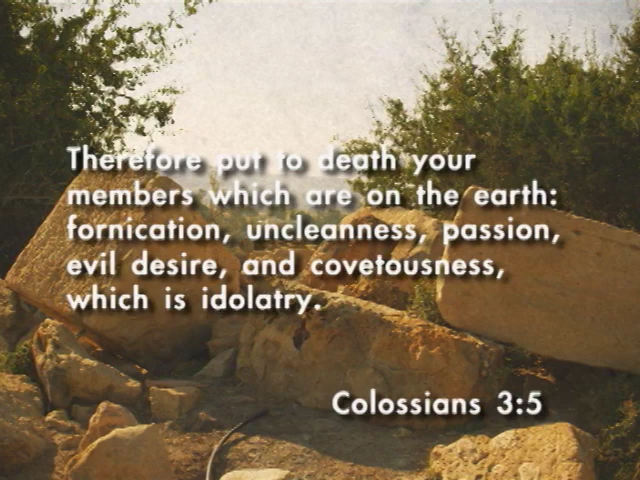 Therefore put to death your
members which are on the earth:
fornication, uncleanness, passion,
evil desire, and covetousness,
which is idolatry.
Colossians 3:5